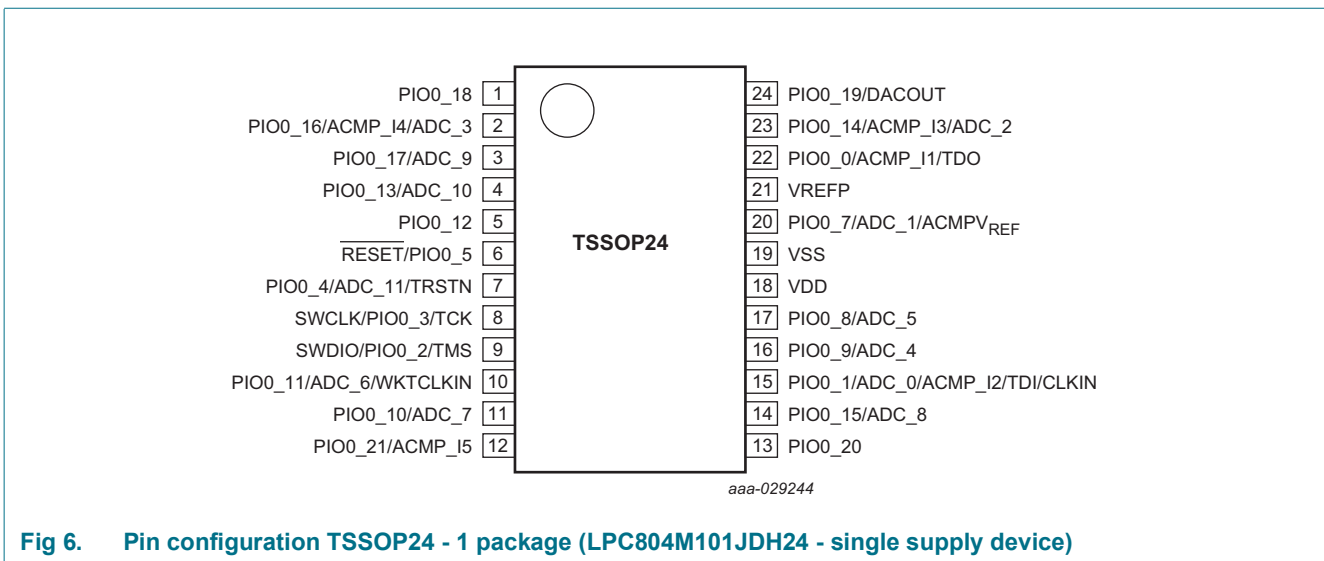 PIO0_18 1
PIO0_16/ACMP_I4/ADC_3 2
PIO0_17/ADC_9 3
PIO0_13/ADC_10 4
PIO0_12 5
RESET/PIO0_5 6
PIO0_4/ADC_11/TRSTN 7
SWCLK/PIO0_3/TCK 8
SWDIO/PIO0_2/TMS 9
PIO0_11/ADC_6/WKTCLKIN 10
PIO0_10/ADC_7 11
PIO0_21/ACMP_I5 12
TSSOP24
24 PIO0_19/DACOUT
23 PIO0_14/ACMP_I3/ADC_2
22 PIO0_0/ACMP_I1/TDO
21 VREFP
20 PIO0_7/ADC_1/ACMPVREF
19 VSS
18 VDD
17 PIO0_8/ADC_5
16 PIO0_9/ADC_4
15 PIO0_1/ADC_0/ACMP_I2/TDI/CLKIN
14 PIO0_15/ADC_8
13 PIO0_20
aaa-029244
Fig 6. Pin configuration TSSOP24 - 1 package (LPC804M101JDH24 - single supply device)